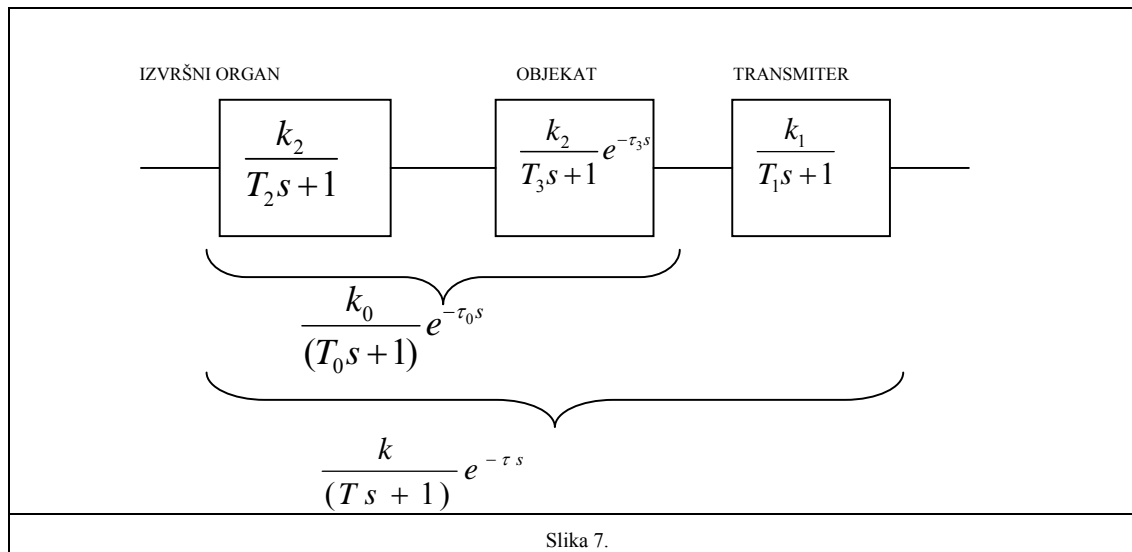 IZVRŠNI ORGAN OBJEKAT TRANSMITER
k₂/(T₂s+1) k₂/(T₃s+1) e^(-τ₃s) k₁/(T₁s+1)
k₀/((T₀s+1)) e^(-τ₀s)
k/((Ts+1)) e^(-τs)
Slika 7.